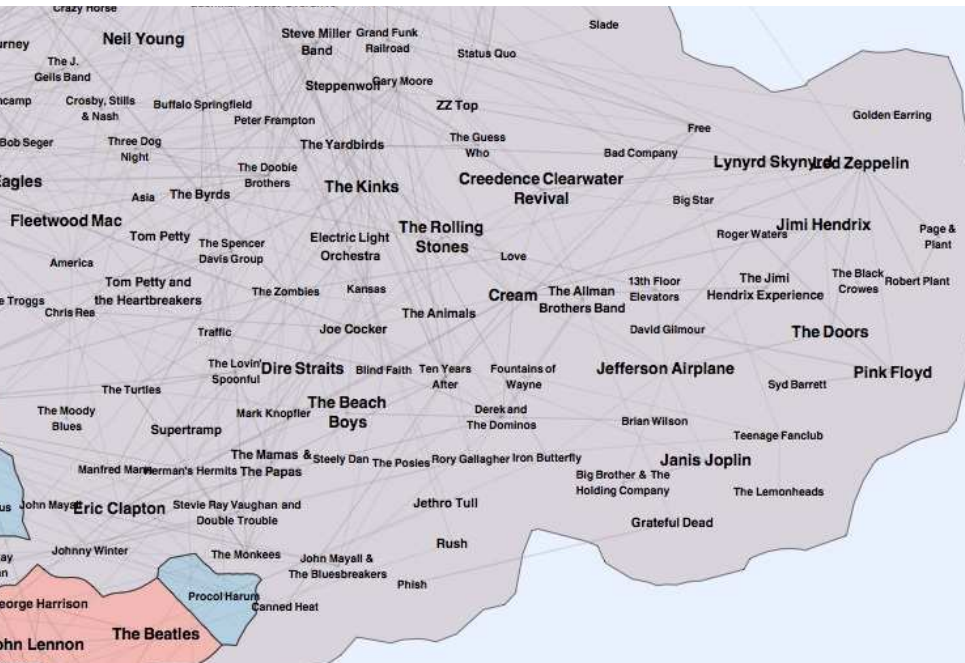 Crazy Horse
Slade
Neil Young
Steve Miller
Band
Grand Funk
Railroad
Status Quo
The J.
Geils Band
Steppenwolf
Gary Moore
Crosby, Stills
& Nash
Buffalo Springfield
ZZ Top
Peter Frampton
Golden Earring
Free
Bob Seger
Three Dog
Night
The Yardbirds
The Guess
Who
Bad Company
Lynyrd Skynyrd
Led Zeppelin
The Doobie
Brothers
Eagles
Asia
The Byrds
The Kinks
Creedence Clearwater
Revival
Big Star
Fleetwood Mac
Tom Petty
The Spencer
Davis Group
Electric Light
Orchestra
The Rolling
Stones
Roger Waters
Jimi Hendrix
Page &
Plant
America
Love
Tom Petty and
the Heartbreakers
The Zombies
Kansas
Cream
The Allman
Brothers Band
13th Floor
Elevators
The Jimi
Hendrix Experience
The Black
Crowes
Robert Plant
e Troggs
Chris Rea
The Animals
Traffic
Joe Cocker
David Gilmour
The Doors
The Lovin'
Spoonful
Dire Straits
Blind Faith
Ten Years
After
Fountains of
Wayne
Jefferson Airplane
Pink Floyd
Syd Barrett
The Turtles
The Moody
Blues
Mark Knopfler
The Beach
Boys
Derek and
The Dominos
Brian Wilson
Supertramp
Teenage Fanclub
Manfred Mann
Herman's Hermits
The Mamas &
The Papas
Steely Dan
The Posies
Rory Gallagher
Iron Butterfly
Janis Joplin
Big Brother & The
Holding Company
The Lemonheads
us
John Mayall
Eric Clapton
Stevie Ray Vaughan and
Double Trouble
Jethro Tull
Grateful Dead
Johnny Winter
The Monkees
John Mayall &
The Bluesbreakers
Rush
Phish
Procol Harum
Canned Heat
eorge Harrison
The Beatles
ohn Lennon